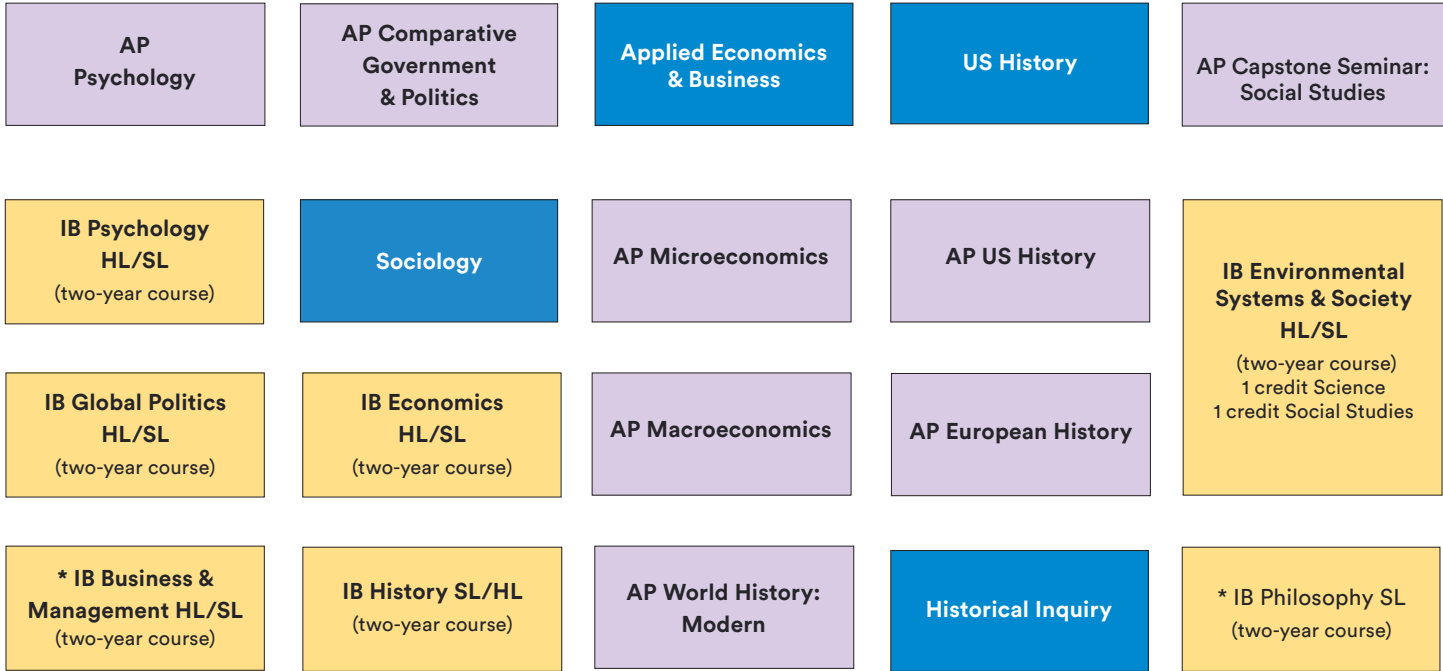 AP
Psychology
AP Comparative
Government
& Politics
Applied Economics
& Business
US History
AP Capstone Seminar:
Social Studies
IB Psychology
HL/SL
(two-year course)
Sociology
AP Microeconomics
AP US History
IB Environmental
Systems & Society
HL/SL
(two-year course)
1 credit Science
1 credit Social Studies
IB Global Politics
HL/SL
(two-year course)
IB Economics
HL/SL
(two-year course)
AP Macroeconomics
AP European History
* IB Business &
Management HL/SL
(two-year course)
IB History SL/HL
(two-year course)
AP World History:
Modern
Historical Inquiry
* IB Philosophy SL
(two-year course)